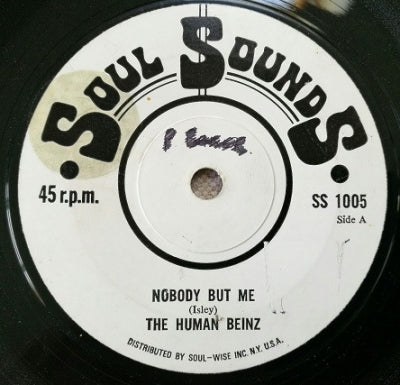 SOUL SOUNDS
45 r.p.m.
SS 1005
Side A
NOBODY BUT ME
(Isley)
THE HUMAN BEINZ
DISTRIBUTED BY SOUL-WISE INC. N.Y. U.S.A.